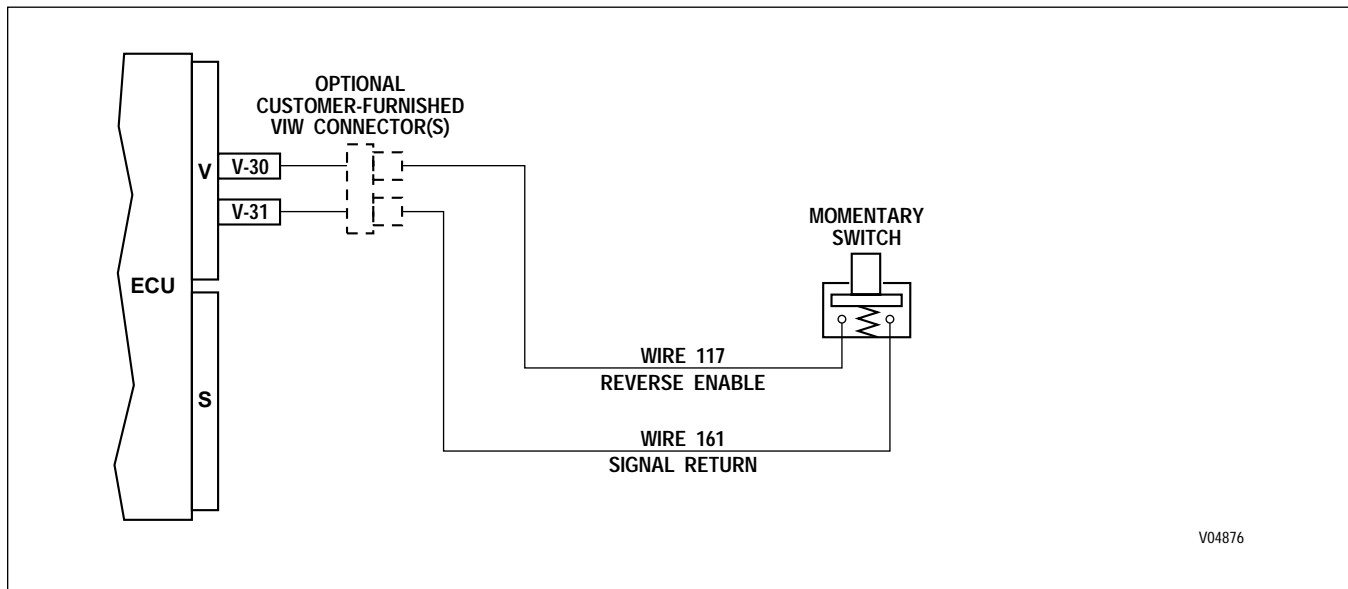 OPTIONAL
CUSTOMER-FURNISHED
VIW CONNECTOR(S)
V
V-30
V-31
MOMENTARY
SWITCH
ECU
WIRE 117
REVERSE ENABLE
S
WIRE 161
SIGNAL RETURN
V04876